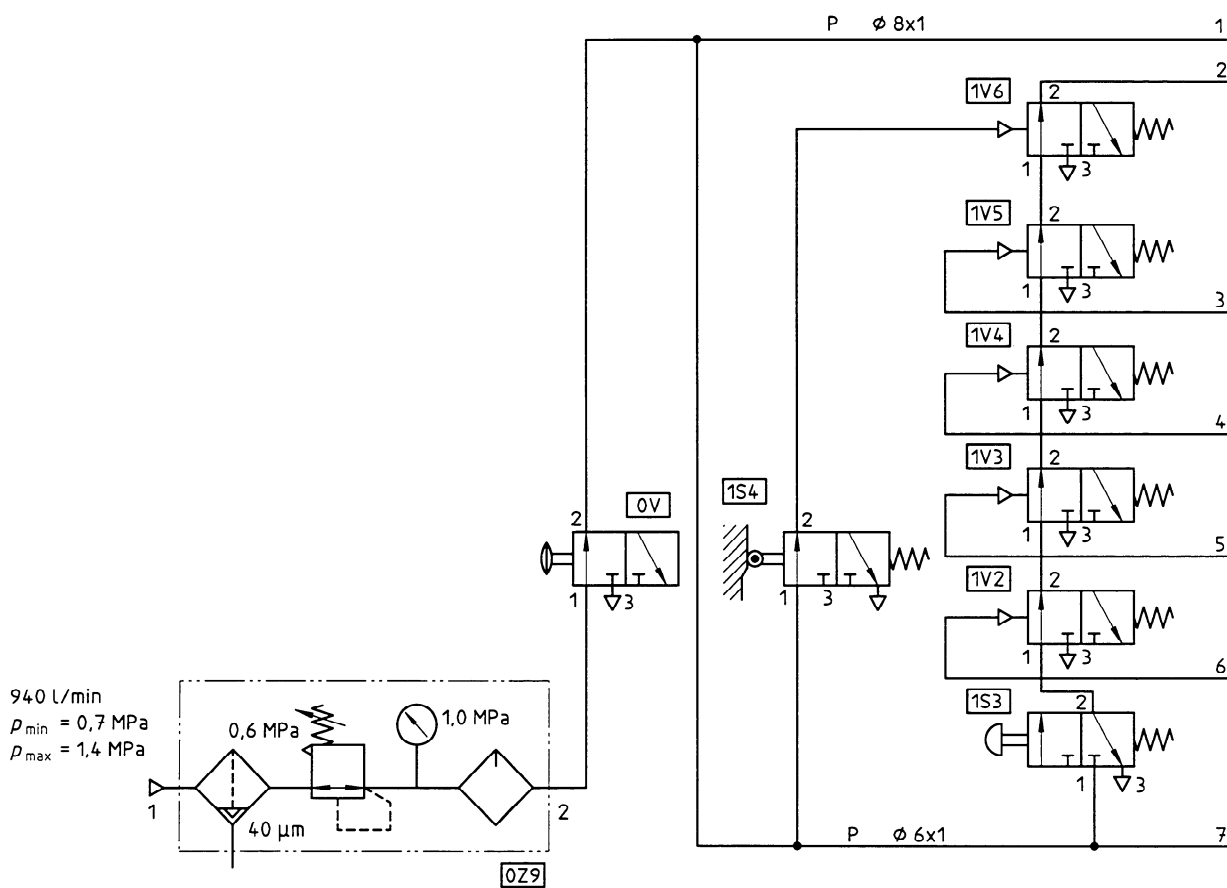 P ⌀ 8x1 1
2
1V6 2
1 3
1V5 2
1 3
3
1V4 2
1 3
4
1V3 2
1 3
5
0V 2
1 3
1S4 2
1 3
1V2 2
1 3
6
1S3 2
1 3
940 l/min
pmin = 0,7 MPa
pmax = 1,4 MPa
0,6 MPa
1,0 MPa
1
2
40 µm
0Z9
P ⌀ 6x1 7